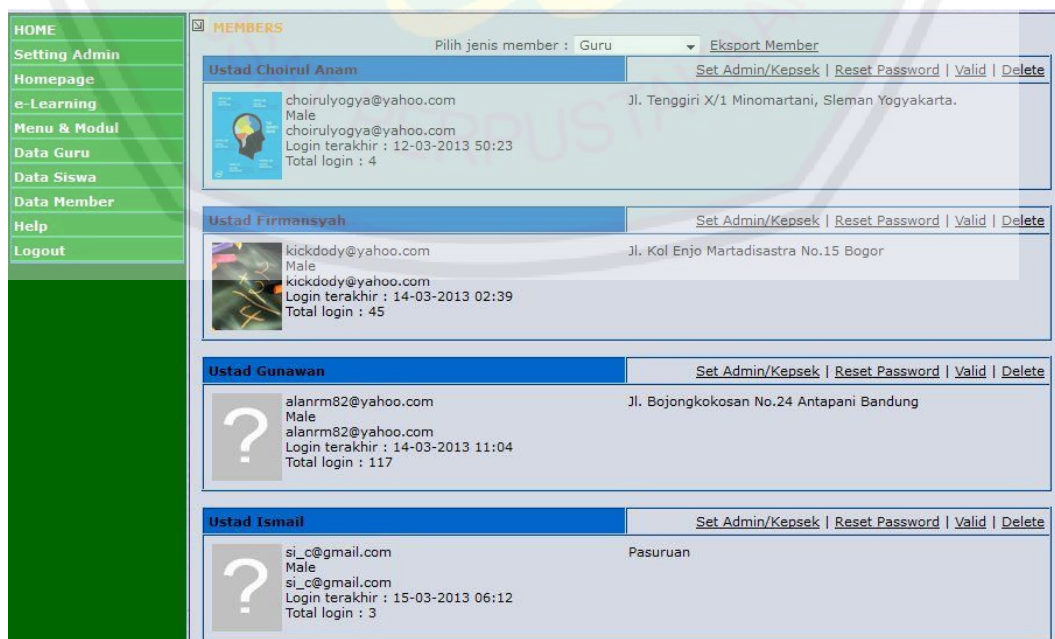 HOME
Setting Admin
Homepage
e-Learning
Menu & Modul
Data Guru
Data Siswa
Data Member
Help
Logout
MEMBERS
Pilih jenis member : Guru Eksport Member
Ustad Choirul Anam Set Admin/Kepsek | Reset Password | Valid | Delete
choirulyogya@yahoo.com Jl. Tenggiri X/1 Minomartani, Sleman Yogyakarta.
Male
choirulyogya@yahoo.com
Login terakhir : 12-03-2013 50:23
Total login : 4
Ustad Firmansyah Set Admin/Kepsek | Reset Password | Valid | Delete
kickdody@yahoo.com Jl. Kol Enjo Martadisastra No.15 Bogor
Male
kickdody@yahoo.com
Login terakhir : 14-03-2013 02:39
Total login : 45
Ustad Gunawan Set Admin/Kepsek | Reset Password | Valid | Delete
alanrm82@yahoo.com Jl. Bojongkokosan No.24 Antapani Bandung
Male
alanrm82@yahoo.com
Login terakhir : 14-03-2013 11:04
Total login : 117
Ustad Ismail Set Admin/Kepsek | Reset Password | Valid | Delete
si_c@gmail.com Pasuruan
Male
si_c@gmail.com
Login terakhir : 15-03-2013 06:12
Total login : 3